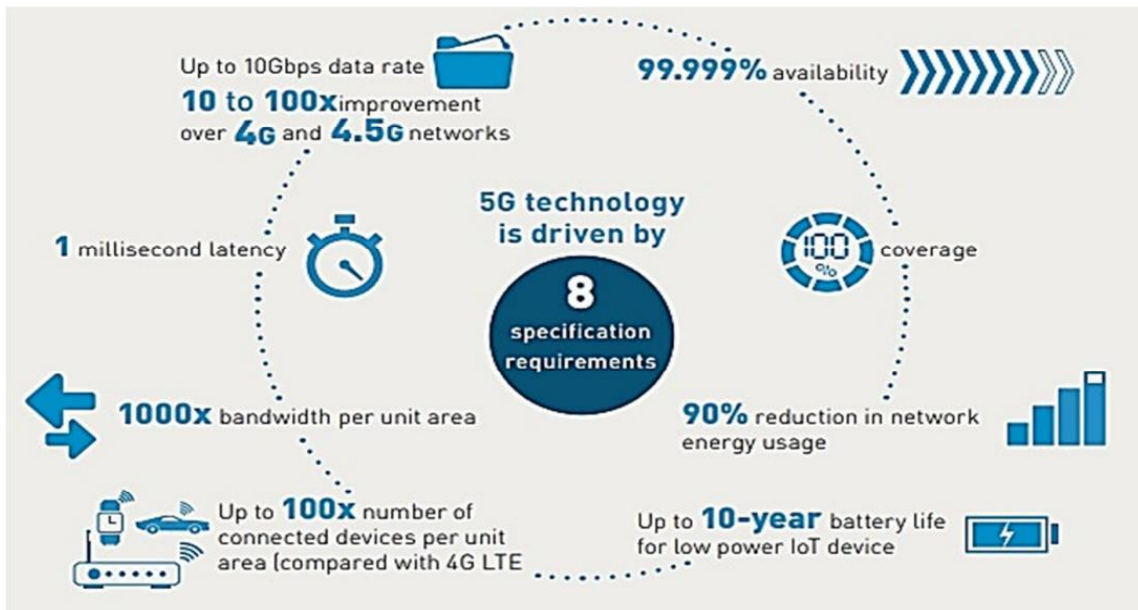 Up to 10Gbps data rate
10 to 100x improvement
over 4G and 4.5G networks
99.999% availability
5G technology
is driven by
8
specification
requirements
1 millisecond latency
100
%
coverage
1000x bandwidth per unit area
90% reduction in network
energy usage
Up to 100x number of
connected devices per unit
area (compared with 4G LTE
Up to 10-year battery life
for low power IoT device